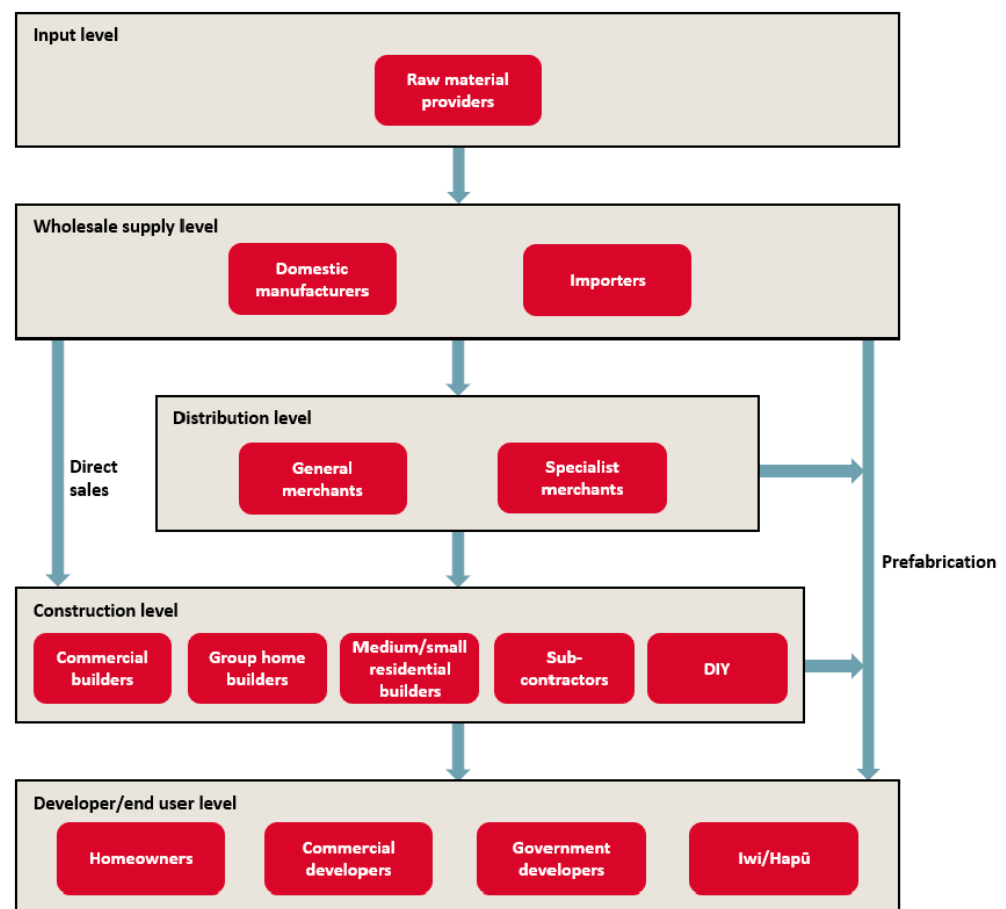 Input level
Raw material
providers
Wholesale supply level
Domestic
manufacturers
Importers
Distribution level
General
merchants
Specialist
merchants
Direct
sales
Prefabrication
Construction level
Commercial
builders
Group home
builders
Medium/small
residential
builders
Sub-
contractors
DIY
Developer/end user level
Homeowners
Commercial
developers
Government
developers
Iwi/Hapū